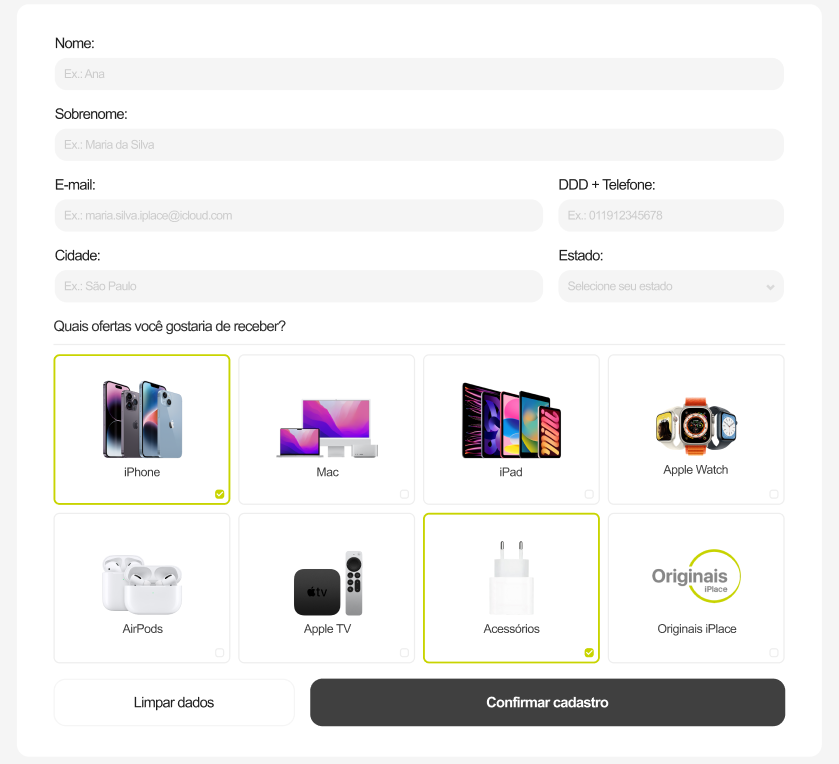 Nome:
Ex.: Ana
Sobrenome:
Ex.: Maria da Silva
E-mail:
DDD + Telefone:
Ex.: maria.silva.iplace@icloud.com
Ex.: 011912345678
Cidade:
Estado:
Ex.: São Paulo
Selecione seu estado
Quais ofertas você gostaria de receber?
iPhone
Mac
iPad
Apple Watch
tv
Originais
iPlace
AirPods
Apple TV
Acessórios
Originais iPlace
Limpar dados
Confirmar cadastro